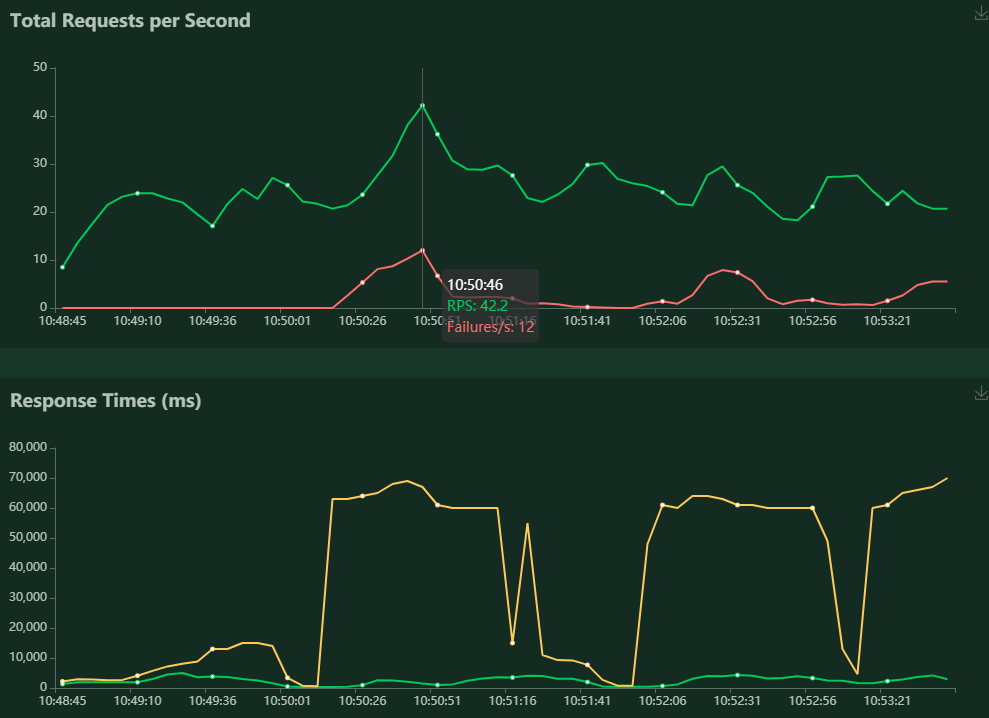 Total Requests per Second
50
40
30
20
10
0
10:48:45 10:49:10 10:49:36 10:50:01 10:50:26 10:50:51 10:51:16 10:51:41 10:52:06 10:52:31 10:52:56 10:53:21
10:50:46
RPS: 42.2
Failures/s: 12
Response Times (ms)
80,000
70,000
60,000
50,000
40,000
30,000
20,000
10,000
0
10:48:45 10:49:10 10:49:36 10:50:01 10:50:26 10:50:51 10:51:16 10:51:41 10:52:06 10:52:31 10:52:56 10:53:21